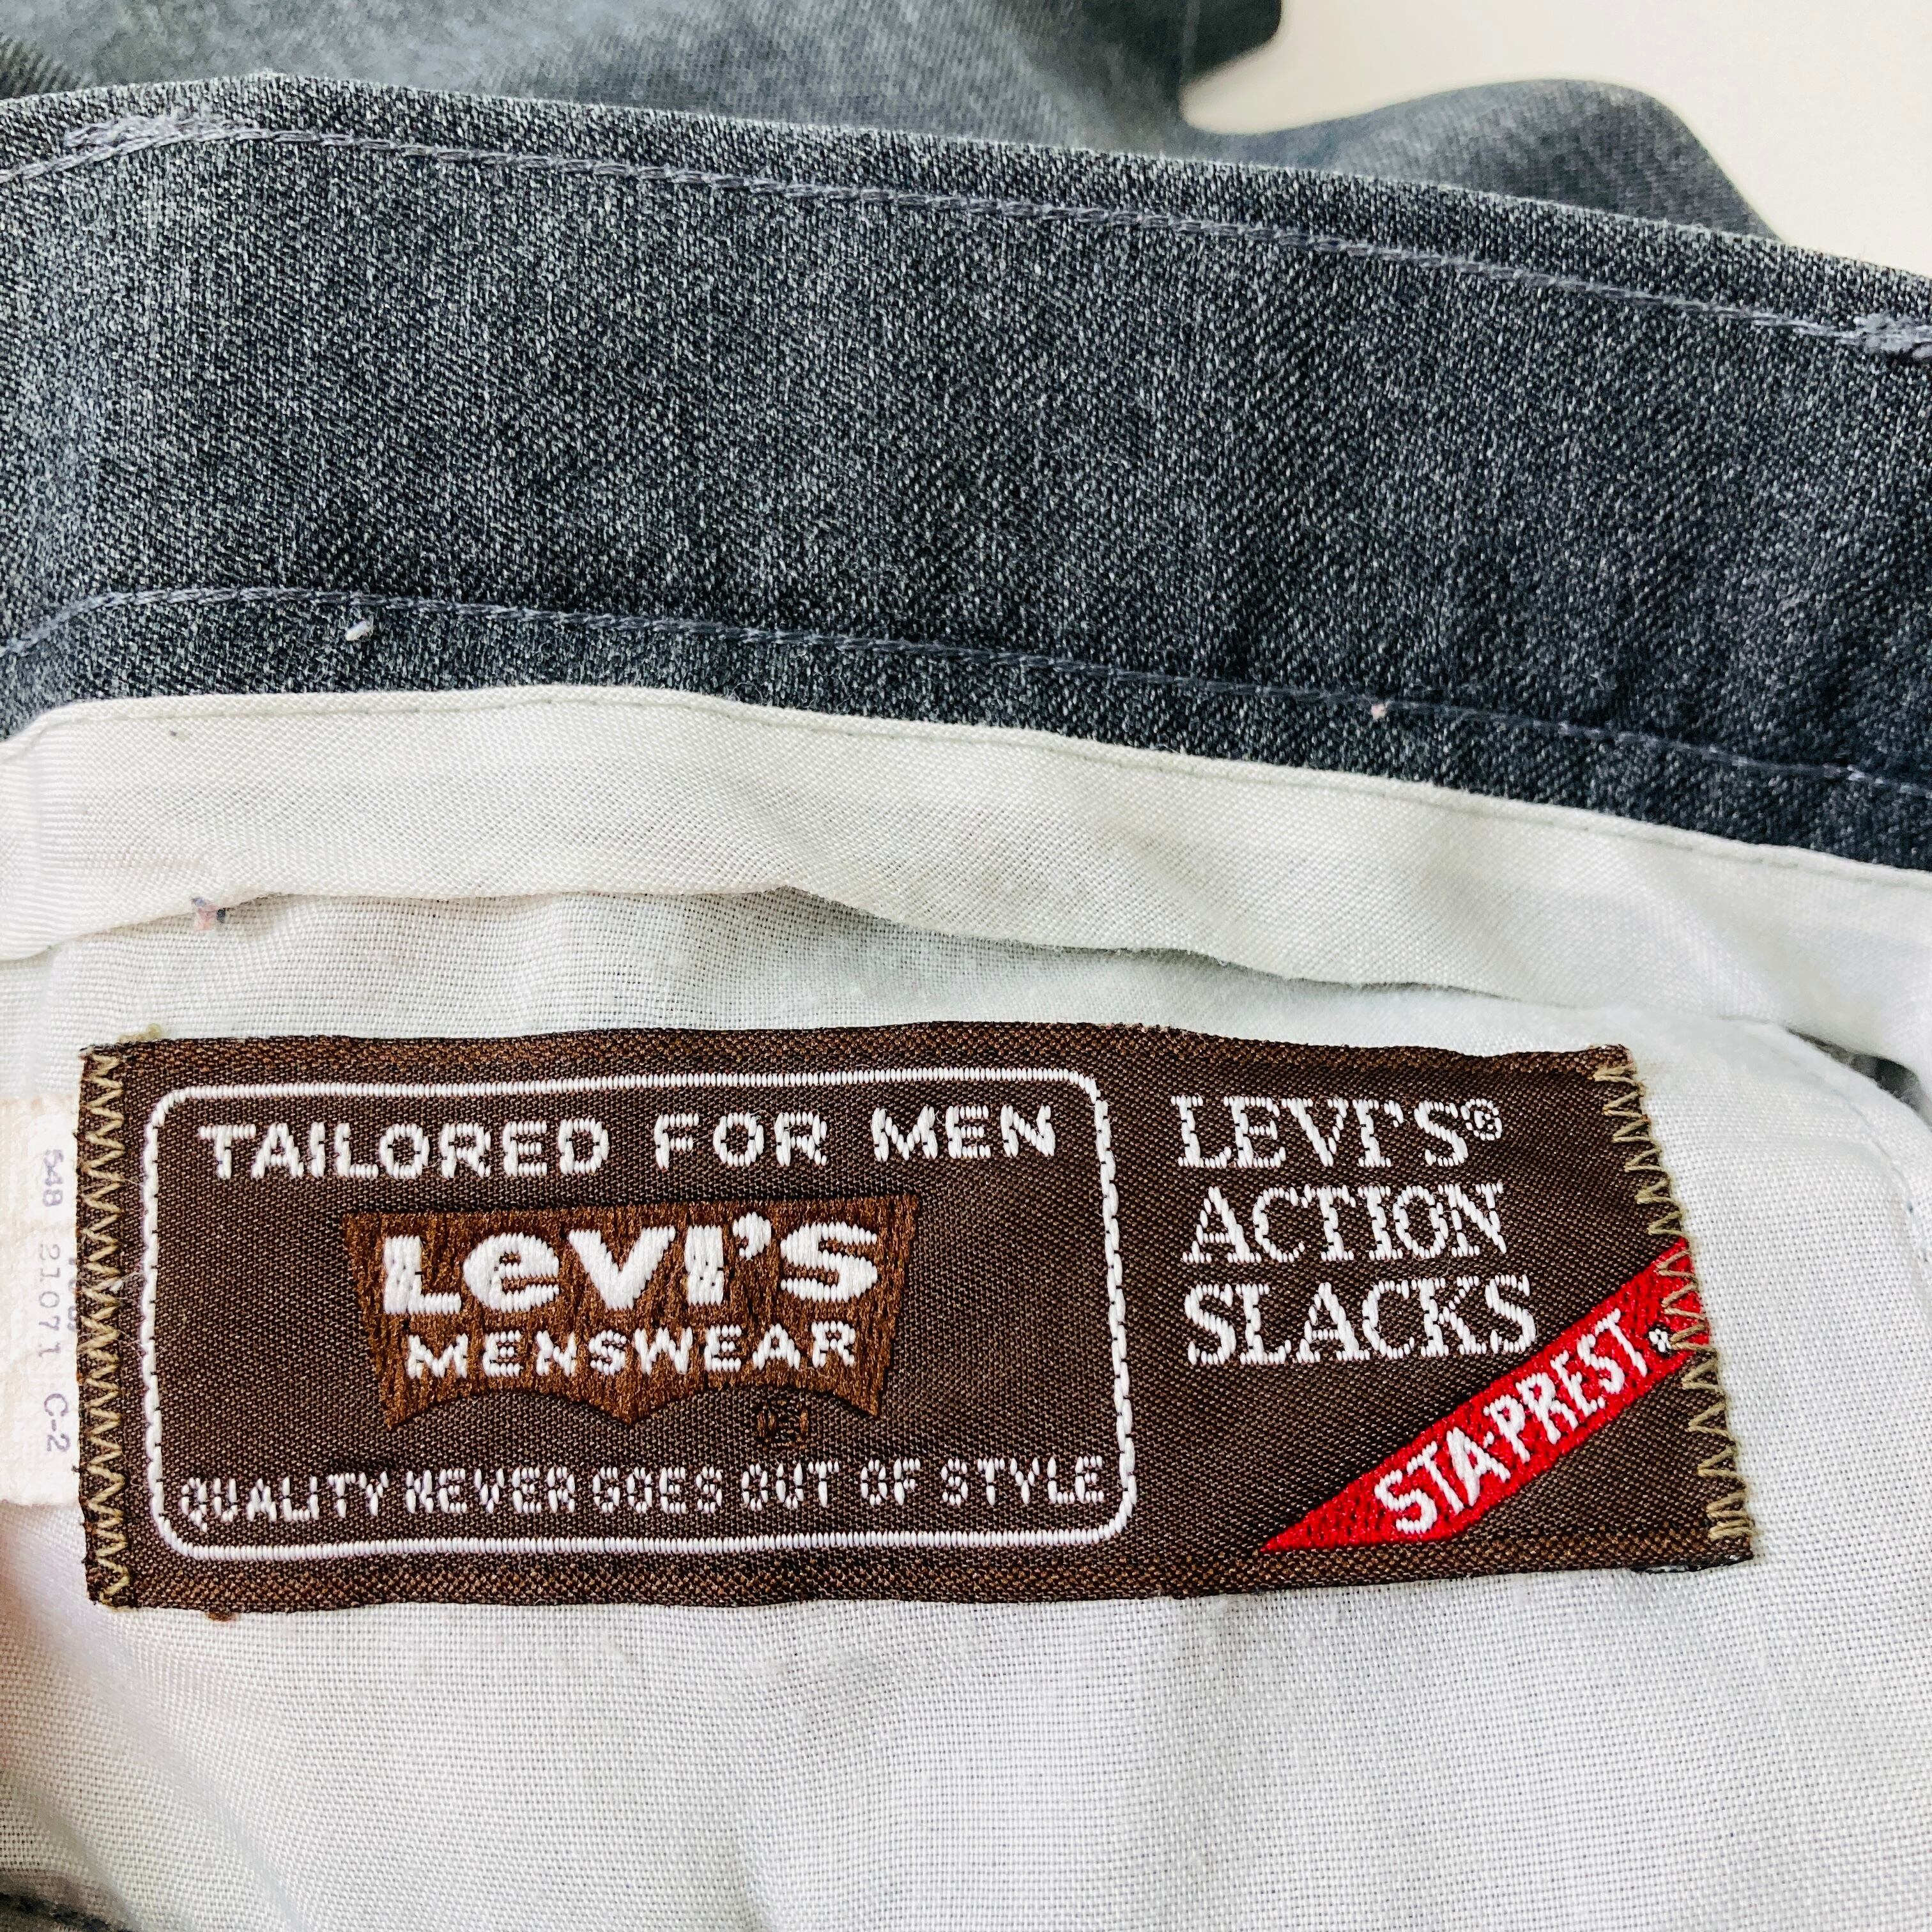 TAILORED FOR MEN
LEVI'S
MENSWEAR
®
QUALITY NEVER GOES OUT OF STYLE
LEVI'S®
ACTION
SLACKS
STA-PREST®
548 21071 C-2